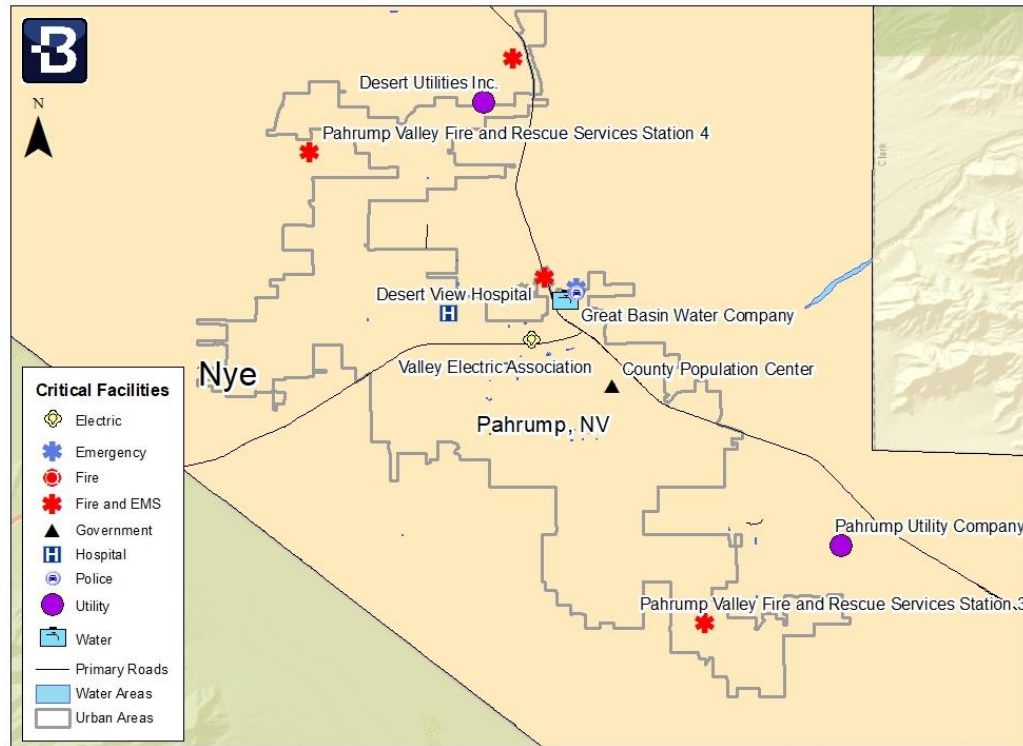 B
N
Desert Utilities Inc.
Pahrump Valley Fire and Rescue Services Station 4
Clark
Desert View Hospital
Great Basin Water Company
Valley Electric Association
County Population Center
Nye
Pahrump, NV
Pahrump Utility Company
Pahrump Valley Fire and Rescue Services Station 3
Critical Facilities
Electric
Emergency
Fire
Fire and EMS
Government
H
Hospital
Police
Utility
Water
Primary Roads
Water Areas
Urban Areas
H